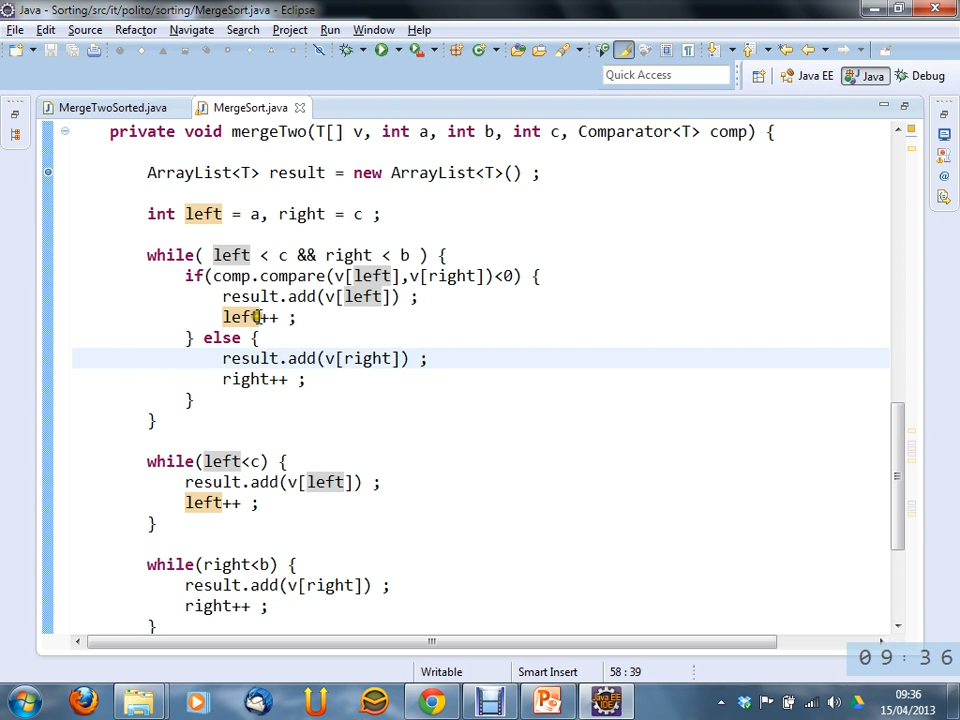 Java - Sorting/src/it/polito/sorting/MergeSort.java - Eclipse
File Edit Source Refactor Navigate Search Project Run Window Help
Quick Access
Java EE
Java
Debug
MergeTwoSorted.java
MergeSort.java
private void mergeTwo(T[] v, int a, int b, int c, Comparator<T> comp) {
ArrayList<T> result = new ArrayList<T>() ;
int left = a, right = c ;
while( left < c && right < b ) {
if(comp.compare(v[left],v[right])<0) {
result.add(v[left]) ;
left++ ;
} else {
result.add(v[right]) ;
right++ ;
}
}
while(left<c) {
result.add(v[left]) ;
left++ ;
}
while(right<b) {
result.add(v[right]) ;
right++ ;
}
Writable
Smart Insert
58 : 39
09:36
09:36
15/04/2013